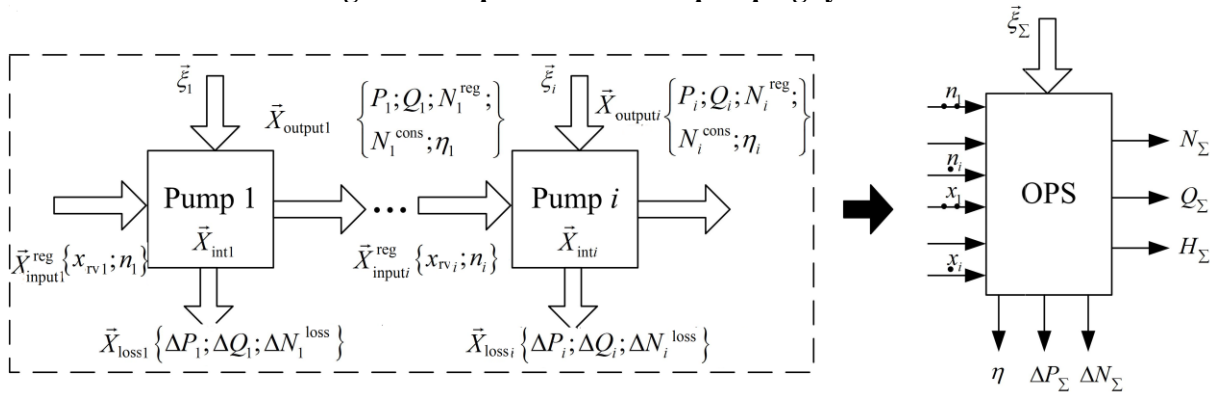 ξ⃗₁
X⃗output1
{P₁; Q₁; N₁^reg;
N₁^cons; η₁}
Pump 1
X⃗int1
X⃗^reg input1 {x_rv1; n₁}
X⃗loss1 {ΔP₁; ΔQ₁; ΔN₁^loss}
...
ξ⃗ᵢ
X⃗outputi
{Pᵢ; Qᵢ; Nᵢ^reg;
Nᵢ^cons; ηᵢ}
Pump i
X⃗inti
X⃗^reg inputi {x_rvi; nᵢ}
X⃗lossi {ΔPᵢ; ΔQᵢ; ΔNᵢ^loss}
ξ⃗_Σ
n₁
nᵢ
x₁
xᵢ
OPS
N_Σ
Q_Σ
H_Σ
η ΔP_Σ ΔN_Σ